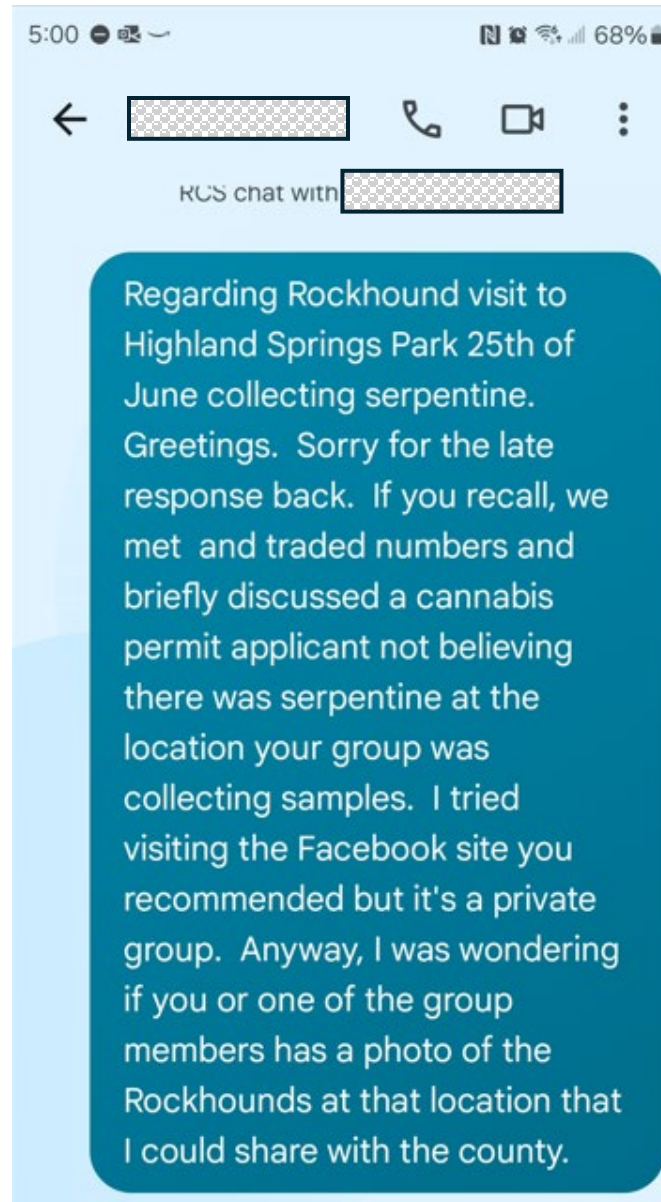 5:00
68%
RCS chat with
Regarding Rockhound visit to
Highland Springs Park 25th of
June collecting serpentine.
Greetings.  Sorry for the late
response back.  If you recall, we
met  and traded numbers and
briefly discussed a cannabis
permit applicant not believing
there was serpentine at the
location your group was
collecting samples.  I tried
visiting the Facebook site you
recommended but it's a private
group.  Anyway, I was wondering
if you or one of the group
members has a photo of the
Rockhounds at that location that
I could share with the county.